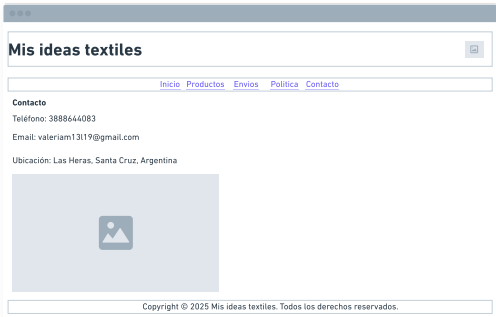 Mis ideas textiles
Inicio Productos Envios Politica Contacto
Contacto
Teléfono: 3888644083
Email: valeriam13l19@gmail.com
Ubicación: Las Heras, Santa Cruz, Argentina
Copyright © 2025 Mis ideas textiles. Todos los derechos reservados.